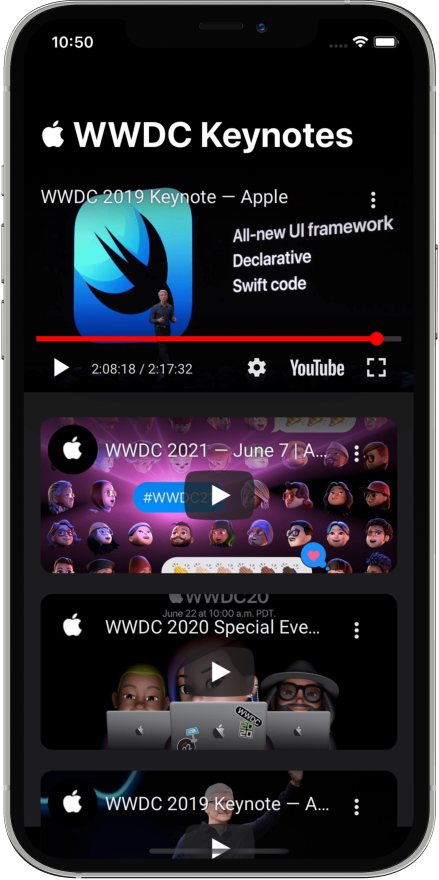 10:50
WWDC Keynotes
WWDC 2019 Keynote — Apple
All-new UI framework
Declarative
Swift code
2:08:18 / 2:17:32
YouTube
WWDC 2021 — June 7 | A...
#WWDC21
WWDC20
June 22 at 10:00 a.m. PDT.
WWDC 2020 Special Eve...
WWDC
20
20
WWDC 2019 Keynote — A...